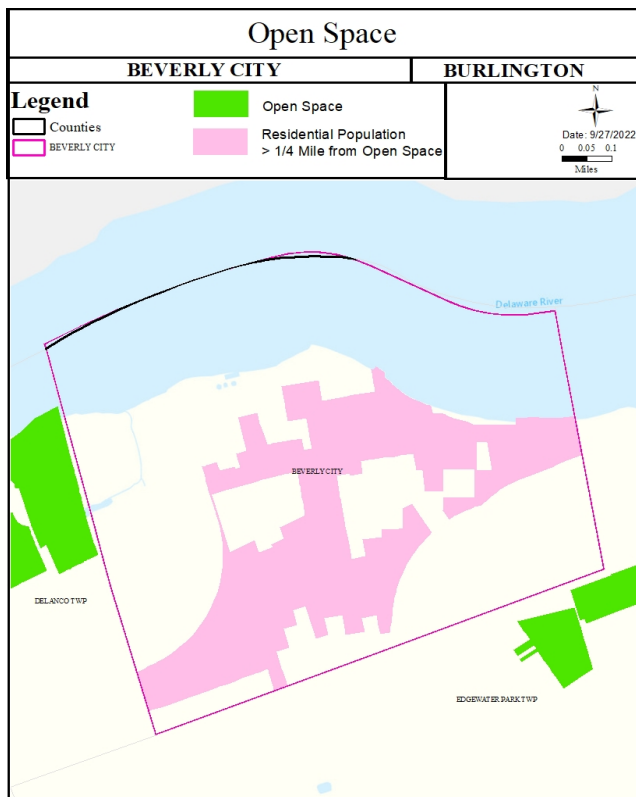 Open Space
BEVERLY CITY
BURLINGTON
Legend
Counties
BEVERLY CITY
Open Space
Residential Population
> 1/4 Mile from Open Space
N
Date: 9/27/2022
0 0.05 0.1
Miles
Delaware River
BEVERLY CITY
DELANCO TWP
EDGEWATER PARK TWP